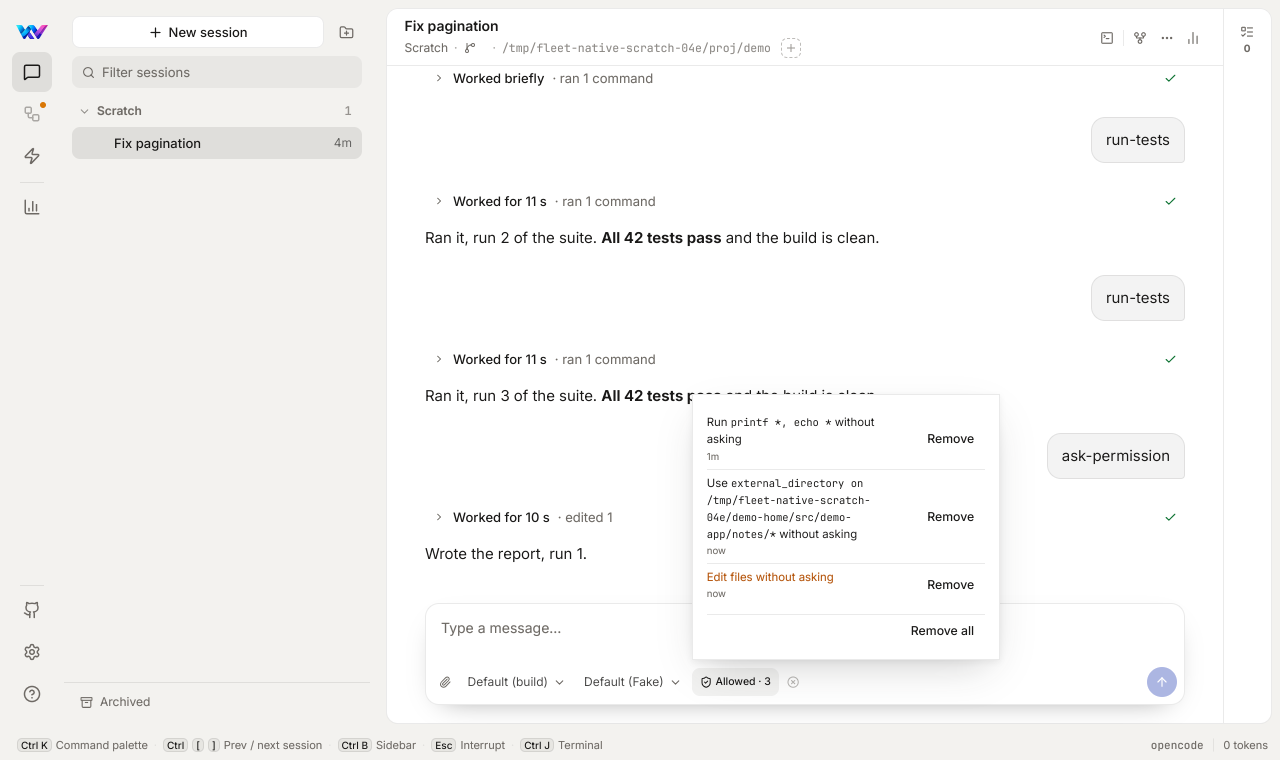 New session
Filter sessions
Scratch 1
Fix pagination 4m
Archived
Fix pagination
Scratch · · /tmp/fleet-native-scratch-04e/proj/demo
0
Worked briefly · ran 1 command
run-tests
Worked for 11 s · ran 1 command
Ran it, run 2 of the suite. All 42 tests pass and the build is clean.
run-tests
Worked for 11 s · ran 1 command
Ran it, run 3 of the suite. All 42 tests pass and the build is clean.
ask-permission
Worked for 10 s · edited 1
Wrote the report, run 1.
Run printf *, echo * without
asking
1m
Remove
Use external_directory on
/tmp/fleet-native-scratch-
04e/demo-home/src/demo-
app/notes/* without asking
now
Remove
Edit files without asking
now
Remove
Remove all
Type a message...
Default (build) Default (Fake) Allowed · 3
Ctrl K Command palette Ctrl [ ] Prev / next session Ctrl B Sidebar Esc Interrupt Ctrl J Terminal opencode 0 tokens